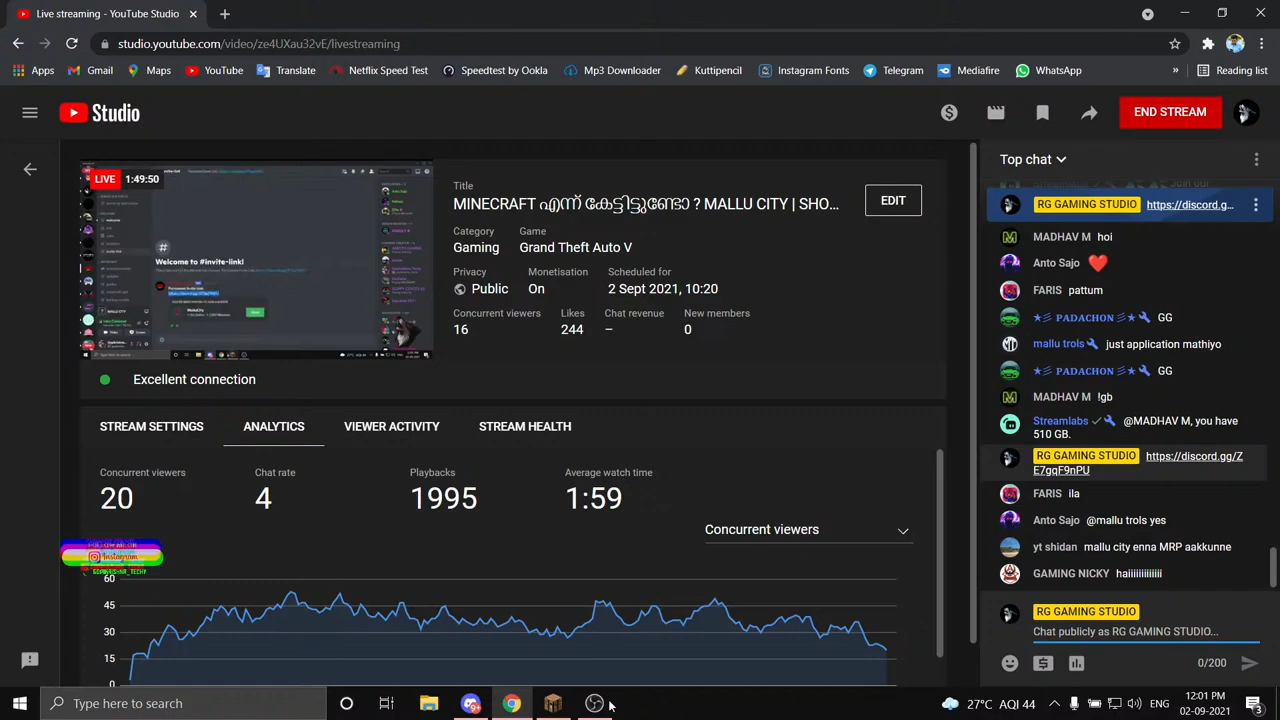 Live streaming - YouTube Studio
studio.youtube.com/video/ze4UXau32vE/livestreaming
Apps Gmail Maps YouTube Translate Netflix Speed Test Speedtest by Ookla Mp3 Downloader Kuttipencil Instagram Fonts Telegram Mediafire WhatsApp » Reading list
Studio
END STREAM
LIVE 1:49:50
Welcome to #invite-link!
Title
MINECRAFT എന്ന് കേട്ടിട്ടുണ്ടോ ? MALLU CITY | SHO...
EDIT
Category Game
Gaming Grand Theft Auto V
Privacy Monetisation Scheduled for
Public On 2 Sept 2021, 10:20
Concurrent viewers Likes Chat revenue New members
16 244 – 0
Excellent connection
STREAM SETTINGS ANALYTICS VIEWER ACTIVITY STREAM HEALTH
Concurrent viewers Chat rate Playbacks Average watch time
20 4 1995 1:59
Concurrent viewers
Instagram
60
45
30
15
0
Top chat
RG GAMING STUDIO https://discord.g...
MADHAV M hoi
Anto Sajo ❤
FARIS pattum
★彡 PADACHON 彡★ GG
mallu trols just application mathiyo
★彡 PADACHON 彡★ GG
MADHAV M !gb
Streamlabs @MADHAV M, you have
510 GB.
RG GAMING STUDIO https://discord.gg/Z
E7gqF9nPU
FARIS ila
Anto Sajo @mallu trols yes
yt shidan mallu city enna MRP aakkunne
GAMING NICKY haiiiiiiiiiiiii
RG GAMING STUDIO
Chat publicly as RG GAMING STUDIO...
0/200
Type here to search
27°C AQI 44
ENG
12:01 PM
02-09-2021
3